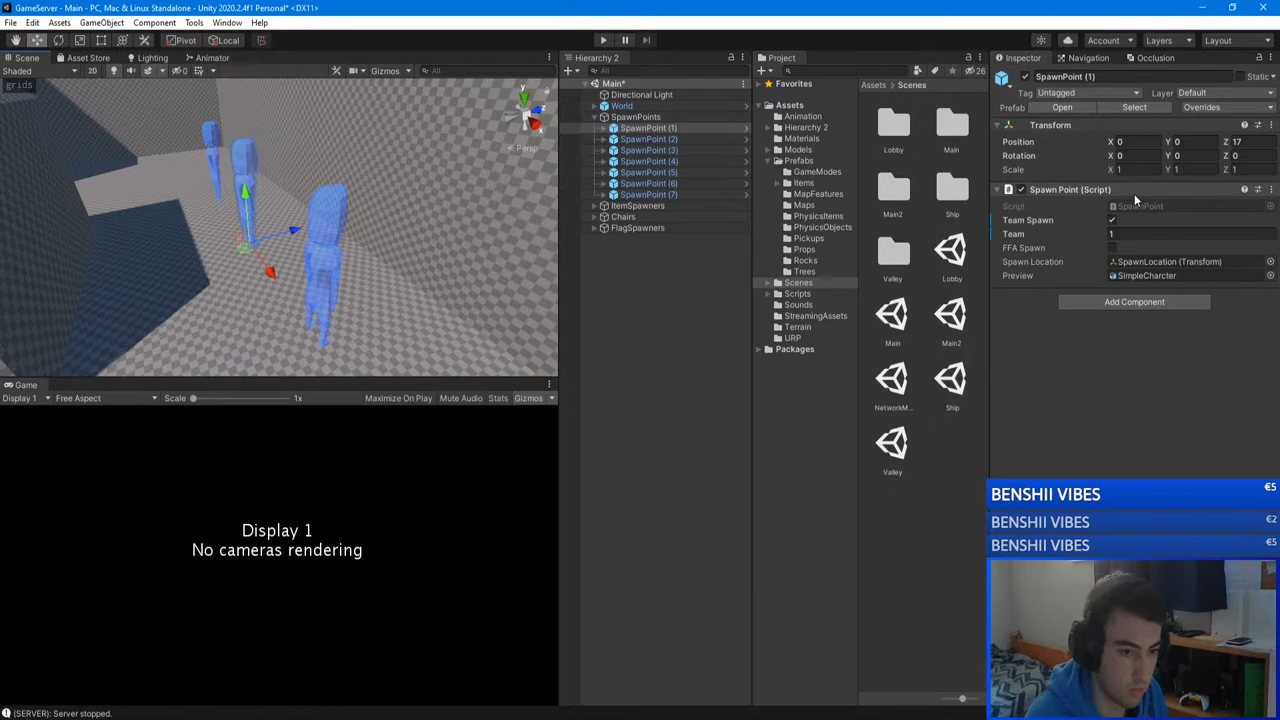 GameServer - Main - PC, Mac & Linux Standalone - Unity 2020.2.4f1 Personal* <DX11>
File Edit Assets GameObject Component Tools Window Help
Pivot Local Account Layers Layout
Scene Asset Store Lighting Animator
Shaded 2D 0 Gizmos All
grids
y
z
x
Persp
Game
Display 1 Free Aspect Scale 1x Maximize On Play Mute Audio Stats Gizmos
Display 1
No cameras rendering
(SERVER): Server stopped.
Hierarchy 2
All
Main*
Directional Light
World
SpawnPoints
SpawnPoint (1)
SpawnPoint (2)
SpawnPoint (3)
SpawnPoint (4)
SpawnPoint (5)
SpawnPoint (6)
SpawnPoint (7)
ItemSpawners
Chairs
FlagSpawners
Project
26
Favorites
Assets
Animation
Hierarchy 2
Materials
Models
Prefabs
GameModes
Items
MapFeatures
Maps
PhysicsItems
PhysicsObjects
Pickups
Props
Rocks
Trees
Scenes
Scripts
Sounds
StreamingAssets
Terrain
URP
Packages
Assets > Scenes
Lobby Main
Main2 Ship
Valley Lobby
Main Main2
NetworkM... Ship
Valley
Inspector Navigation Occlusion
SpawnPoint (1) Static
Tag Untagged Layer Default
Prefab Open Select Overrides
Transform
Position X 0 Y 0 Z 17
Rotation X 0 Y 0 Z 0
Scale X 1 Y 1 Z 1
Spawn Point (Script)
Script SpawnPoint
Team Spawn
Team 1
FFA Spawn
Spawn Location SpawnLocation (Transform)
Preview SimpleCharcter
Add Component
BENSHII VIBES €5
BENSHII VIBES €2
BENSHII VIBES €5